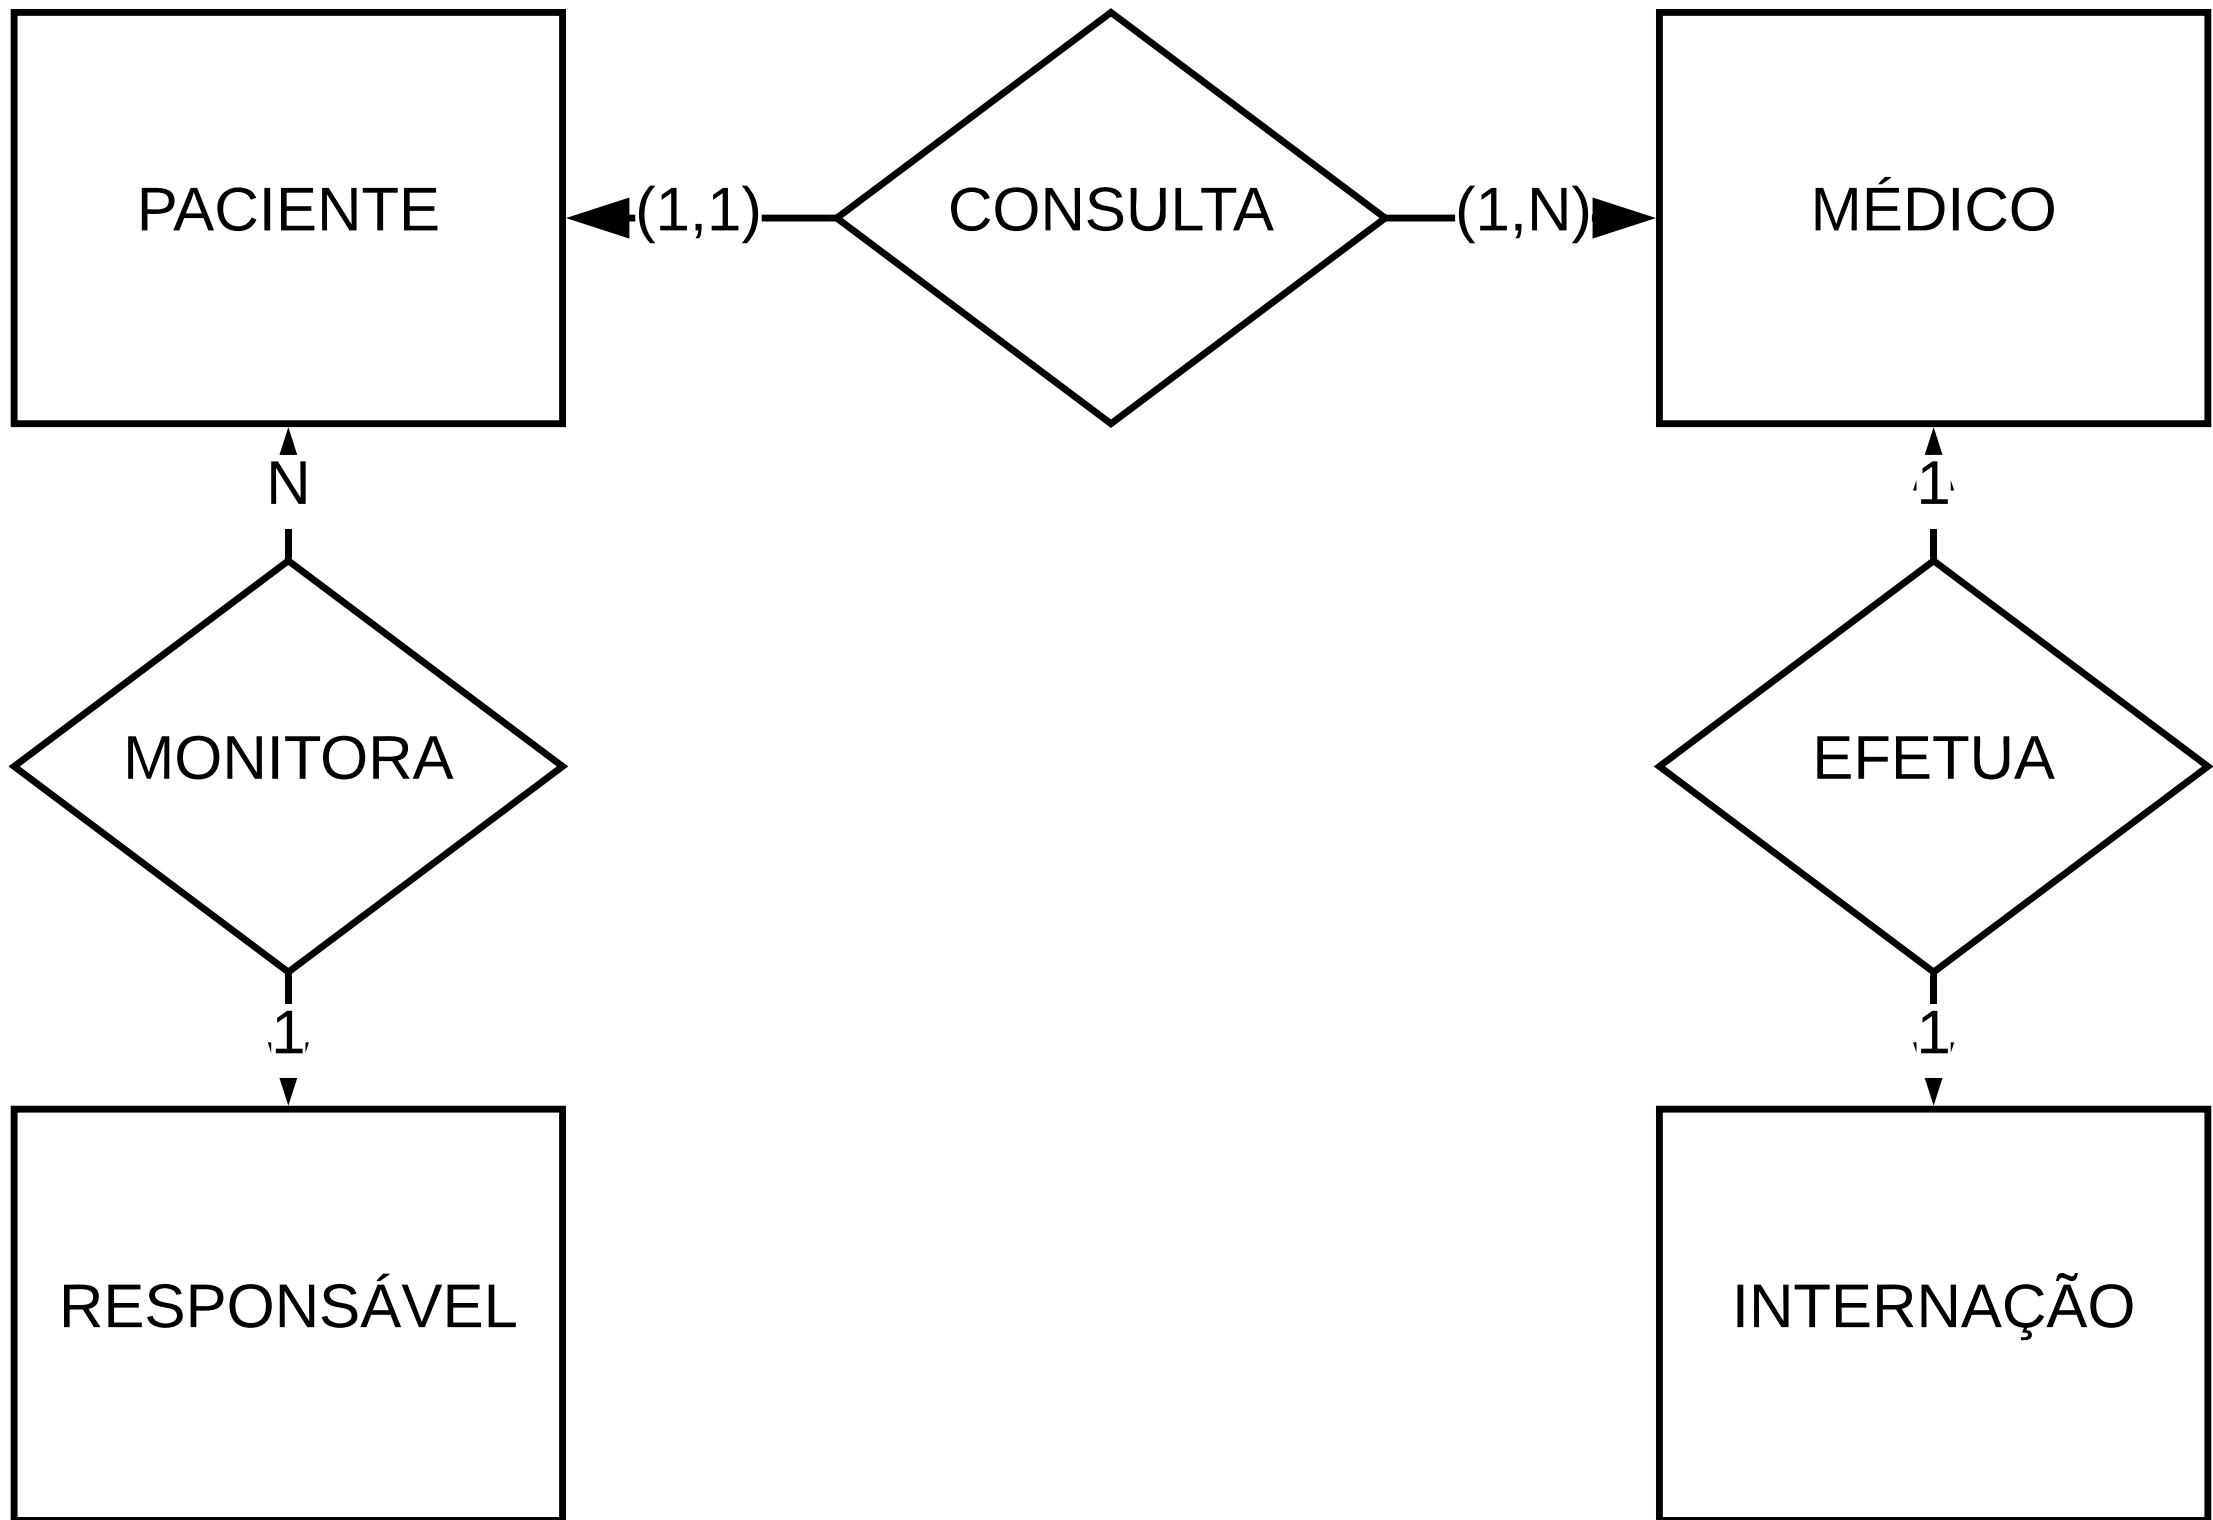 PACIENTE
(1,1)
CONSULTA
(1,N)
MÉDICO
N
1
MONITORA
EFETUA
1
1
RESPONSÁVEL
INTERNAÇÃO